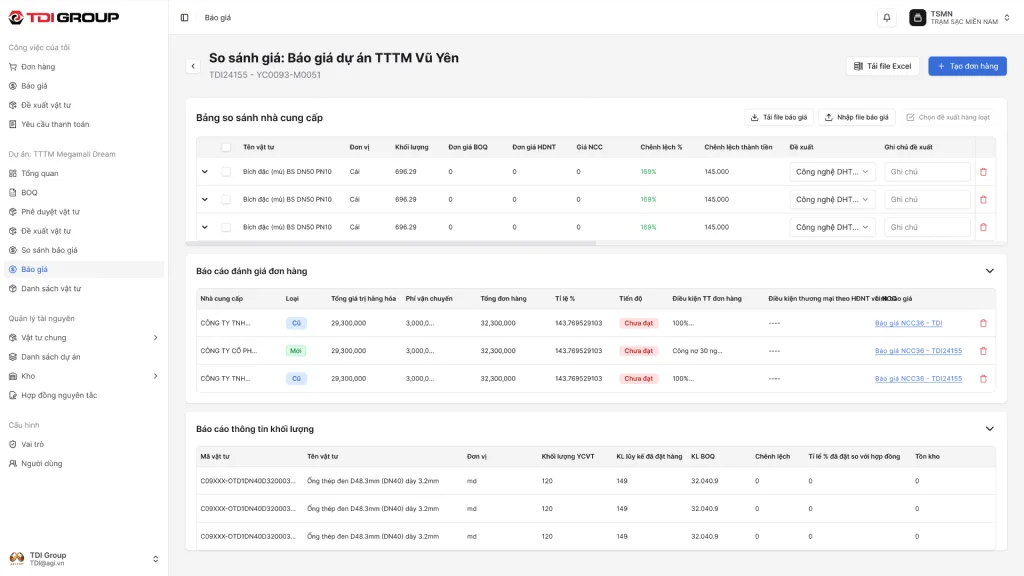 TDI GROUP
Báo giá
TSMN
TRẠM SẠC MIỀN NAM
Công việc của tôi
Đơn hàng
Báo giá
Đề xuất vật tư
Yêu cầu thanh toán
Dự án: TTTM Megamall Dream
Tổng quan
BOQ
Phê duyệt vật tư
Đề xuất vật tư
So sánh báo giá
Báo giá
Danh sách vật tư
Quản lý tài nguyên
Vật tư chung
Danh sách dự án
Kho
Hợp đồng nguyên tắc
Cấu hình
Vai trò
Người dùng
TDI Group
TDI@agi.vn
So sánh giá: Báo giá dự án TTTM Vũ Yên
TDI24155 - YC0093-M0051
Tải file Excel
Tạo đơn hàng
Bảng so sánh nhà cung cấp
Tải file báo giá
Nhập file báo giá
Chọn đề xuất hàng loạt
Tên vật tư Đơn vị Khối lượng Đơn giá BOQ Đơn giá HĐNT Giá NCC Chênh lệch % Chênh lệch thành tiền Đề xuất Ghi chú đề xuất
Bích đặc (mù) BS DN50 PN10 Cái 696.29 0 0 0 169% 145.000 Công nghệ DHT... Ghi chú
Bích đặc (mù) BS DN50 PN10 Cái 696.29 0 0 0 169% 145.000 Công nghệ DHT... Ghi chú
Bích đặc (mù) BS DN50 PN10 Cái 696.29 0 0 0 169% 145.000 Công nghệ DHT... Ghi chú
Báo cáo đánh giá đơn hàng
Nhà cung cấp Loại Tổng giá trị hàng hóa Phí vận chuyển Tổng đơn hàng Tỉ lệ % Tiến độ Điều kiện TT đơn hàng Điều kiện thương mại theo HĐNT với NCC báo giá
CÔNG TY TNH... Cũ 29,300,000 3,000,0... 32,300,000 143.769529103 Chưa đạt 100%... ---- Báo giá NCC36 - TDI
CÔNG TY CỔ PH... Mới 29,300,000 3,000,0... 32,300,000 143.769529103 Chưa đạt Công nợ 30 ng... ---- Báo giá NCC36 - TDI24155
CÔNG TY TNH... Cũ 29,300,000 3,000,0... 32,300,000 143.769529103 Chưa đạt 100%... ---- Báo giá NCC36 - TDI24155
Báo cáo thông tin khối lượng
Mã vật tư Tên vật tư Đơn vị Khối lượng YCVT KL lũy kế đã đặt hàng KL BOQ Chênh lệch Tỉ lê % đã đặt so với hợp đồng Tồn kho
C09XXX-OTD1DN40D320003... Ống thép đen D48.3mm (DN40) dày 3.2mm md 120 149 32.040.9 0 0 0
C09XXX-OTD1DN40D320003... Ống thép đen D48.3mm (DN40) dày 3.2mm md 120 149 32.040.9 0 0 0
C09XXX-OTD1DN40D320003... Ống thép đen D48.3mm (DN40) dày 3.2mm md 120 149 32.040.9 0 0 0